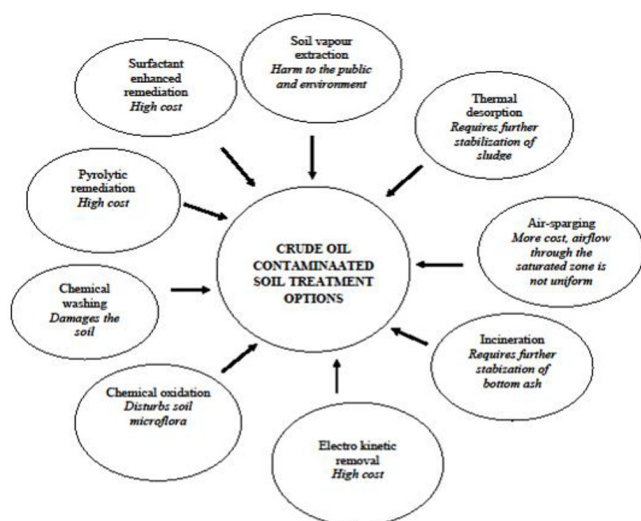 Soil vapour
extraction
Harm to the public
and environment
Surfactant
enhanced
remediation
High cost
Thermal
desorption
Requires further
stabilization of
sludge
Pyrolytic
remediation
High cost
CRUDE OIL
CONTAMINAATED
SOIL TREATMENT
OPTIONS
Air-sparging
More cost, airflow
through the
saturated zone is
not uniform
Chemical
washing
Damages the
soil
Incineration
Requires further
stabization of
bottom ash
Chemical oxidation
Disturbs soil
microflora
Electro kinetic
removal
High cost